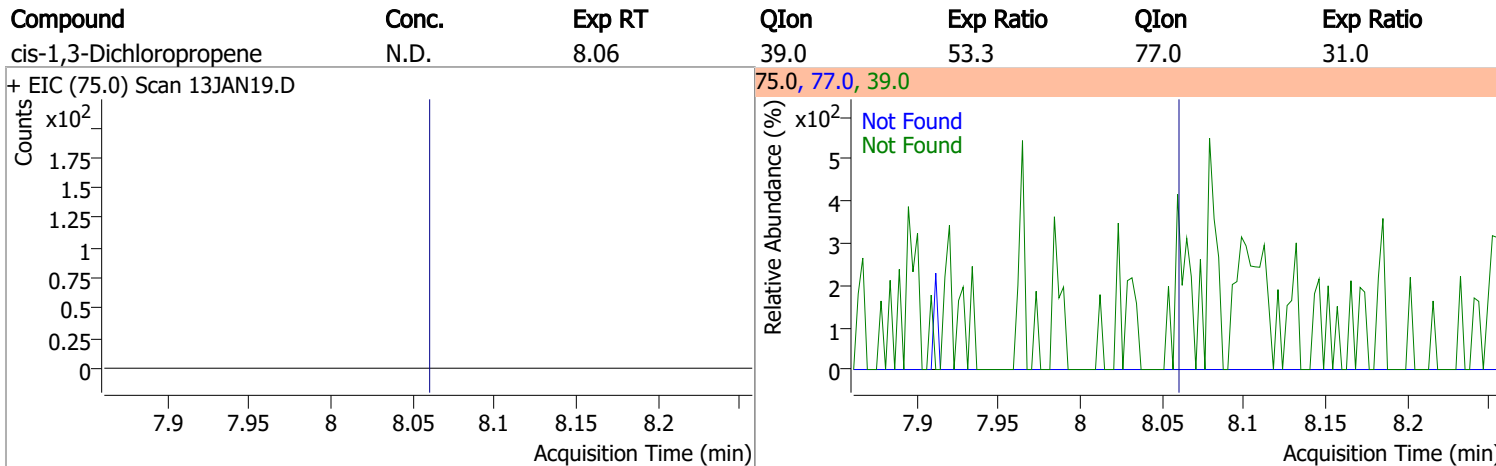 Compound Conc. Exp RT QIon Exp Ratio QIon Exp Ratio
cis-1,3-Dichloropropene N.D. 8.06 39.0 53.3 77.0 31.0
+ EIC (75.0) Scan 13JAN19.D
Counts
x10²
1.75
1.5
1.25
1
0.75
0.5
0.25
0
7.9 7.95 8 8.05 8.1 8.15 8.2
Acquisition Time (min)
75.0, 77.0, 39.0
Relative Abundance (%)
x10²
Not Found
Not Found
5
4
3
2
1
0
7.9 7.95 8 8.05 8.1 8.15 8.2
Acquisition Time (min)